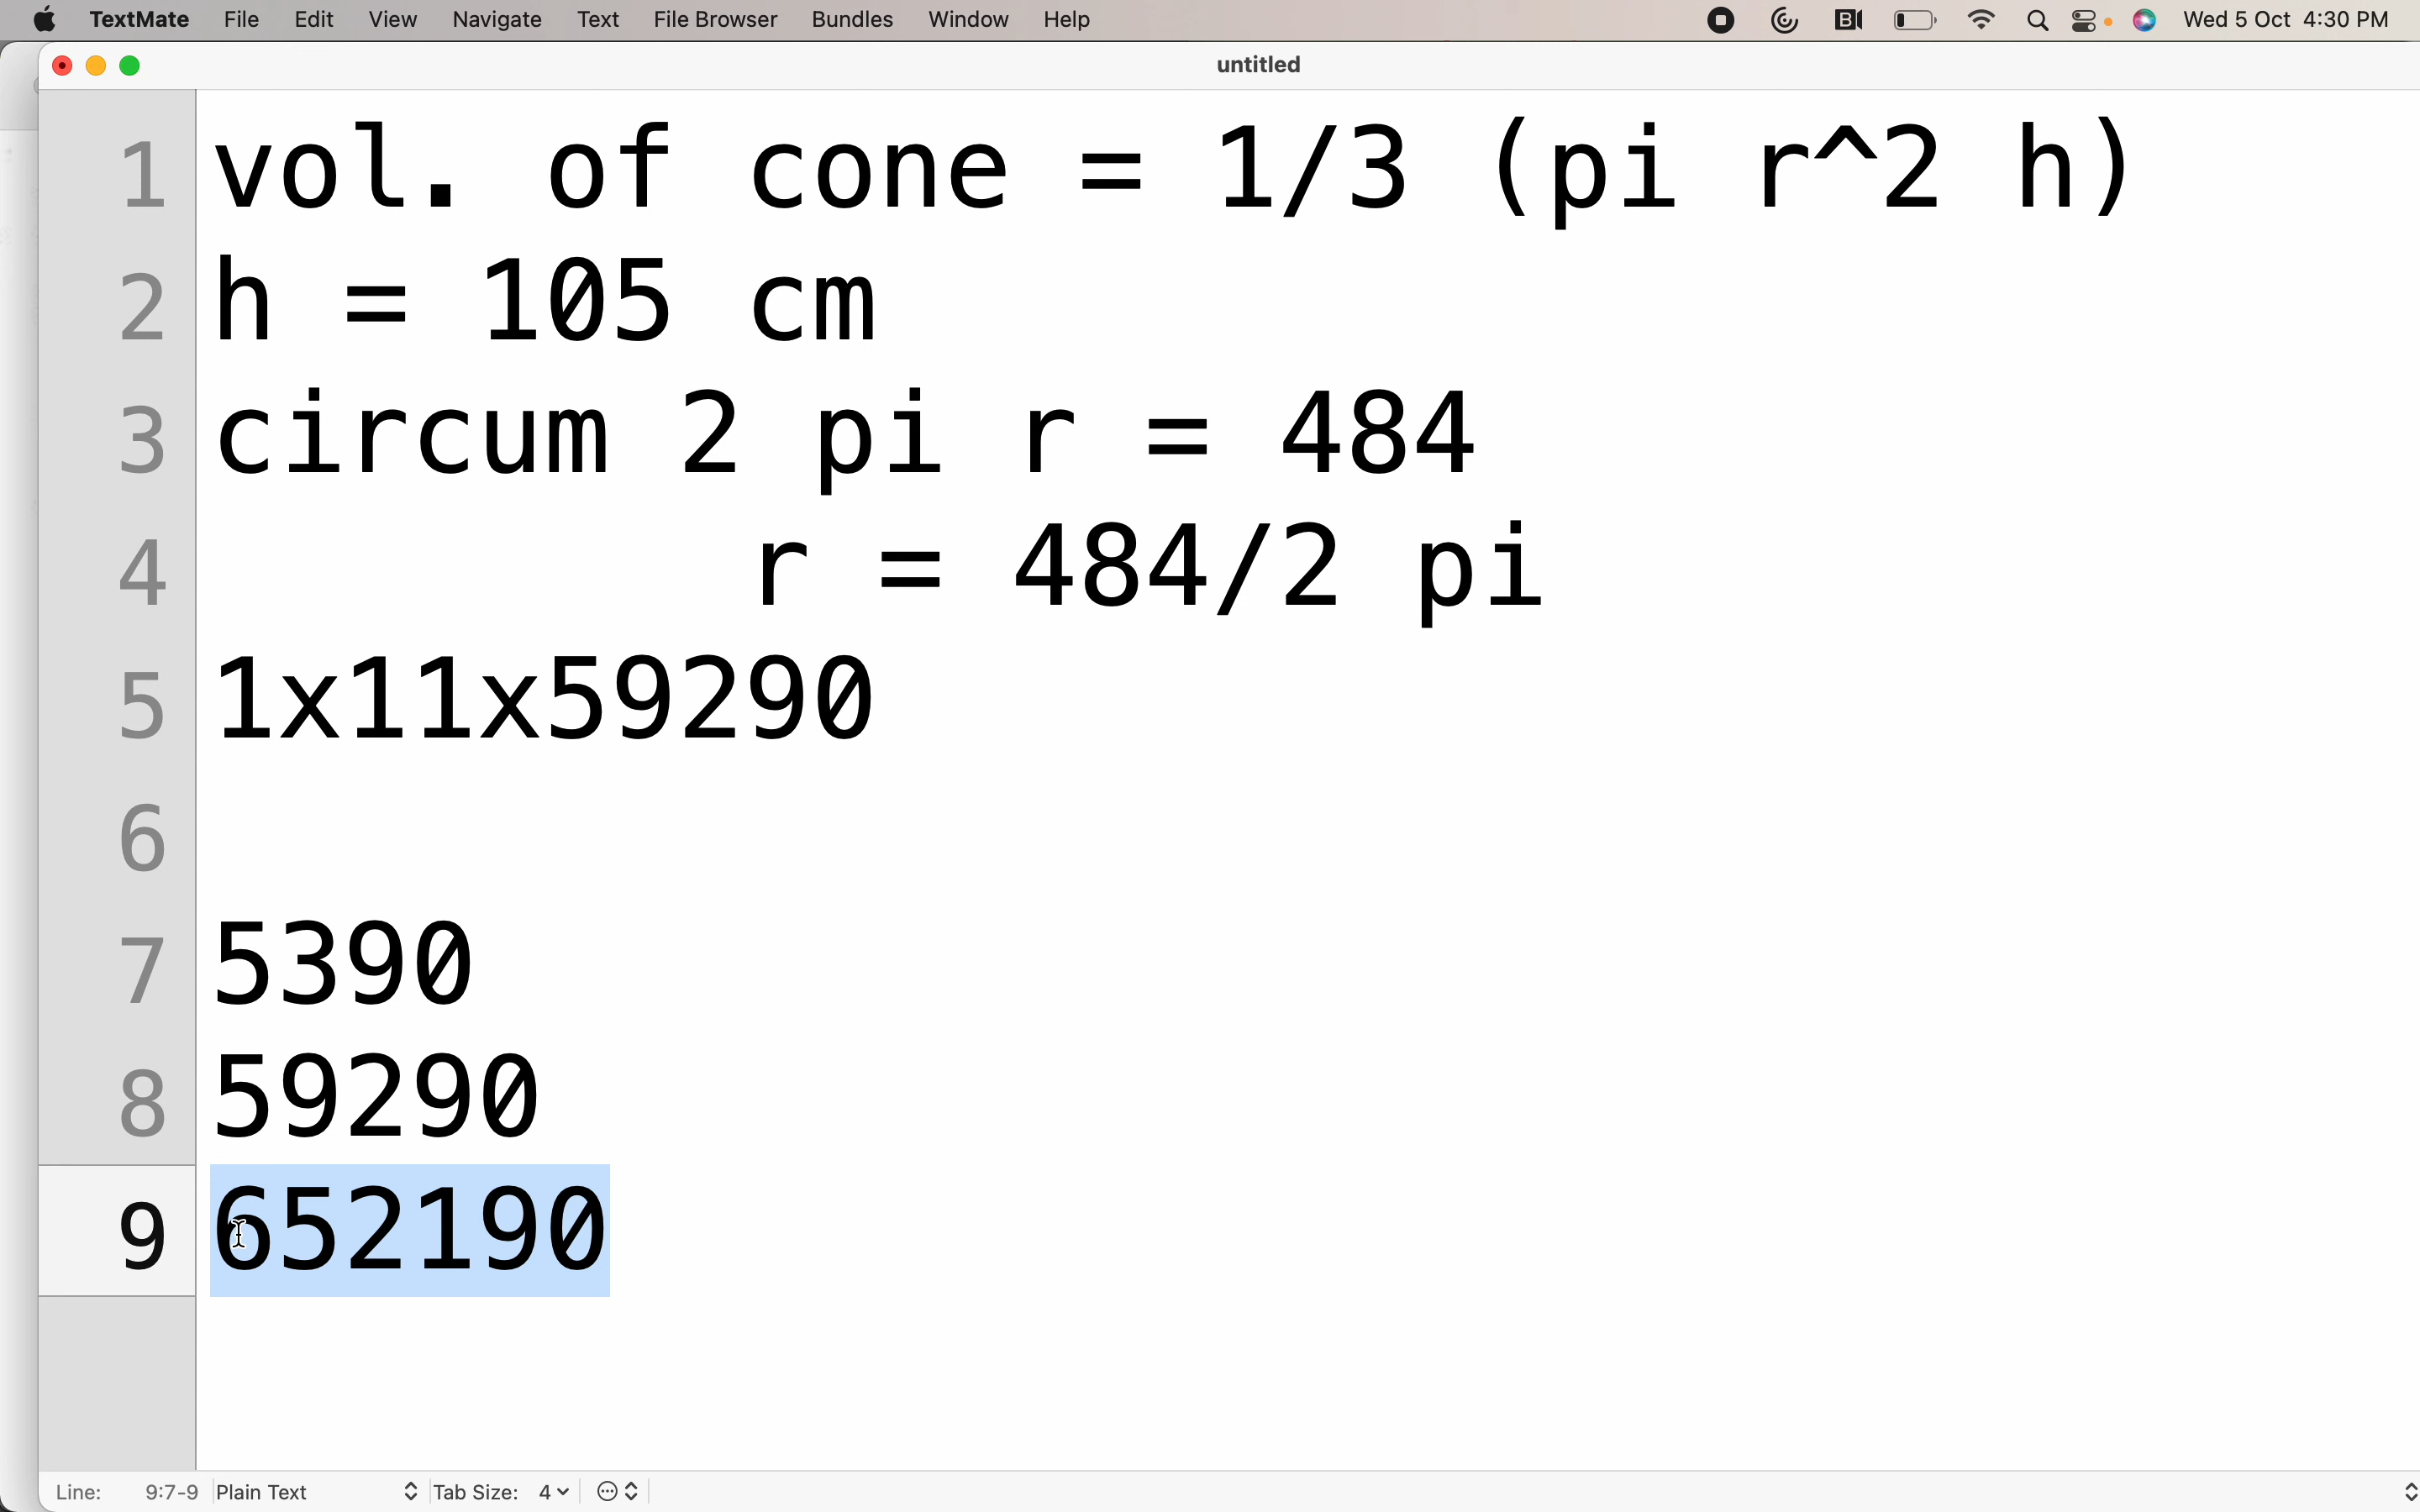 TextMate File Edit View Navigate Text File Browser Bundles Window Help Wed 5 Oct 4:30 PM
untitled
1 vol. of cone = 1/3 (pi r^2 h)
2 h = 105 cm
3 circum 2 pi r = 484
4 r = 484/2 pi
5 1x11x59290
6
7 5390
8 59290
9 652190
Line: 9:7-9 Plain Text Tab Size: 4